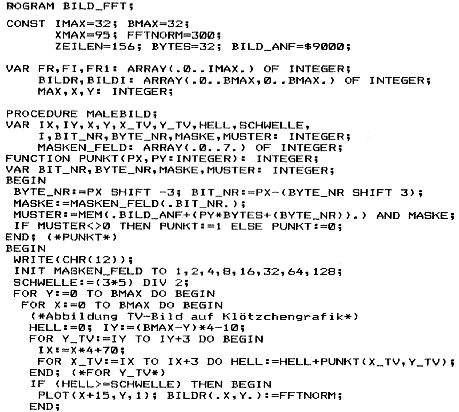 ROGRAM BILD_FFT;
CONST IMAX=32; BMAX=32;
XMAX=95; FFTNORM=300;
ZEILEN=156; BYTES=32; BILD_ANF=$9000;
VAR FR,FI,FR1: ARRAY(.0..IMAX.) OF INTEGER;
BILDR,BILDI: ARRAY(.0..BMAX,0..BMAX.) OF INTEGER;
MAX,X,Y: INTEGER;
PROCEDURE MALEBILD;
VAR IX,IY,X,Y,X_TV,Y_TV,HELL,SCHWELLE,
I,BIT_NR,BYTE_NR,MASKE,MUSTER: INTEGER;
MASKEN_FELD: ARRAY(.0..7.) OF INTEGER;
FUNCTION PUNKT(PX,PY:INTEGER): INTEGER;
VAR BIT_NR,BYTE_NR,MASKE,MUSTER: INTEGER;
BEGIN
BYTE_NR:=PX SHIFT -3; BIT_NR:=PX-(BYTE_NR SHIFT 3);
MASKE:=MASKEN_FELD(.BIT_NR.);
MUSTER:=MEM(.BILD_ANF+(PY*BYTES+(BYTE_NR)).) AND MASKE;
IF MUSTER<>0 THEN PUNKT:=1 ELSE PUNKT:=0;
END; (*PUNKT*)
BEGIN
WRITE(CHR(12));
INIT MASKEN_FELD TO 1,2,4,8,16,32,64,128;
SCHWELLE:=(3*5) DIV 2;
FOR Y:=0 TO BMAX DO BEGIN
FOR X:=0 TO BMAX DO BEGIN
(*Abbildung TV-Bild auf Klötzchengrafik*)
HELL:=0; IY:=(BMAX-Y)*4-10;
FOR Y_TV:=IY TO IY+3 DO BEGIN
IX:=X*4+70;
FOR X_TV:=IX TO IX+3 DO HELL:=HELL+PUNKT(X_TV,Y_TV);
END; (*FOR Y_TV*)
IF (HELL>=SCHWELLE) THEN BEGIN
PLOT(X+15,Y,1); BILDR(.X,Y.):=FFTNORM;
END;